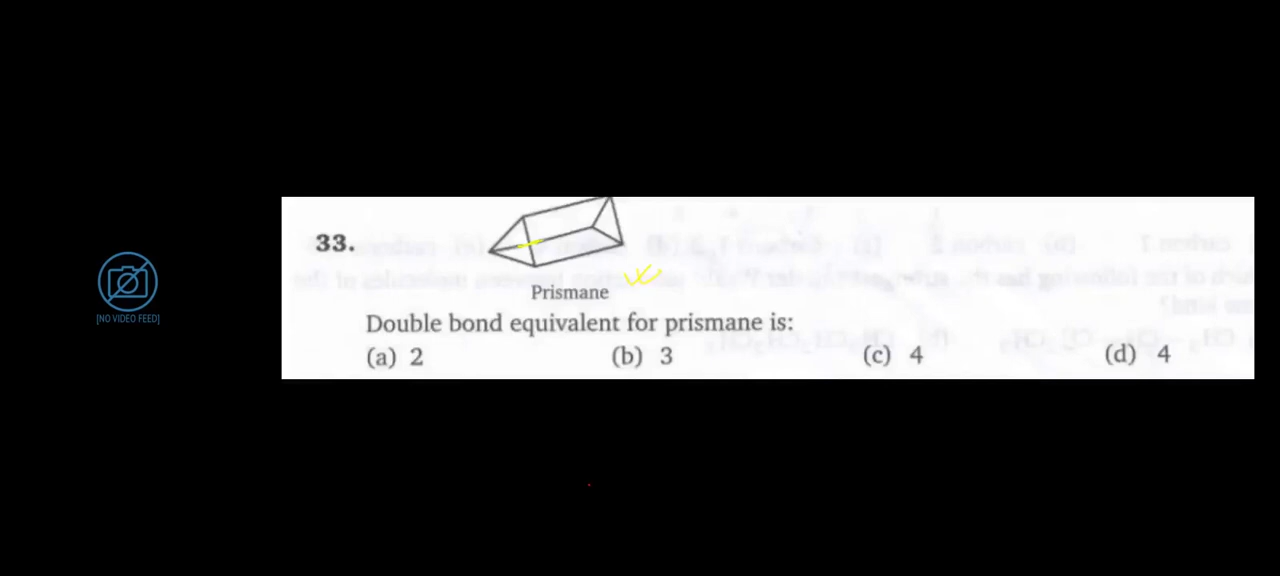 33.
[NO VIDEO FEED]
Prismane
Double bond equivalent for prismane is:
(a) 2 (b) 3 (c) 4 (d) 4